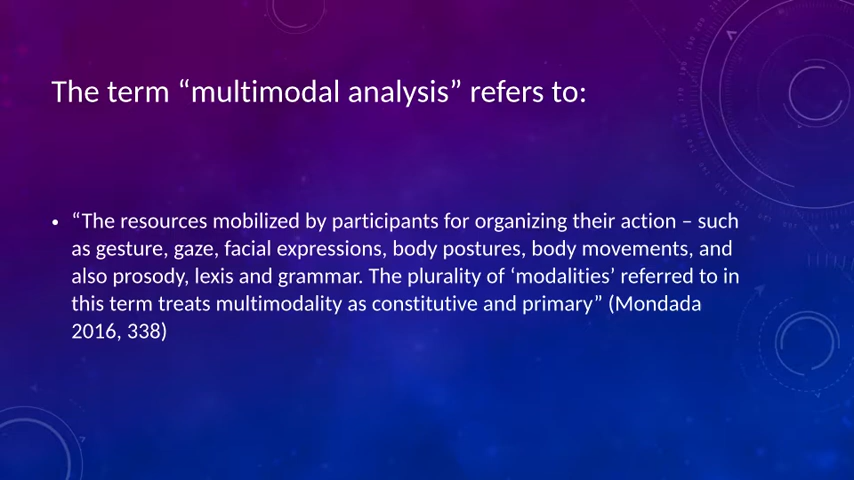 The term “multimodal analysis” refers to:
• “The resources mobilized by participants for organizing their action – such
as gesture, gaze, facial expressions, body postures, body movements, and
also prosody, lexis and grammar. The plurality of ‘modalities’ referred to in
this term treats multimodality as constitutive and primary” (Mondada
2016, 338)